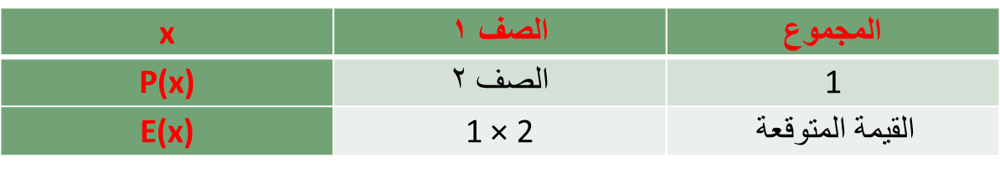 x الصف ١ المجموع
P(x) الصف ٢ 1
E(x) 1 × 2 القيمة المتوقعة